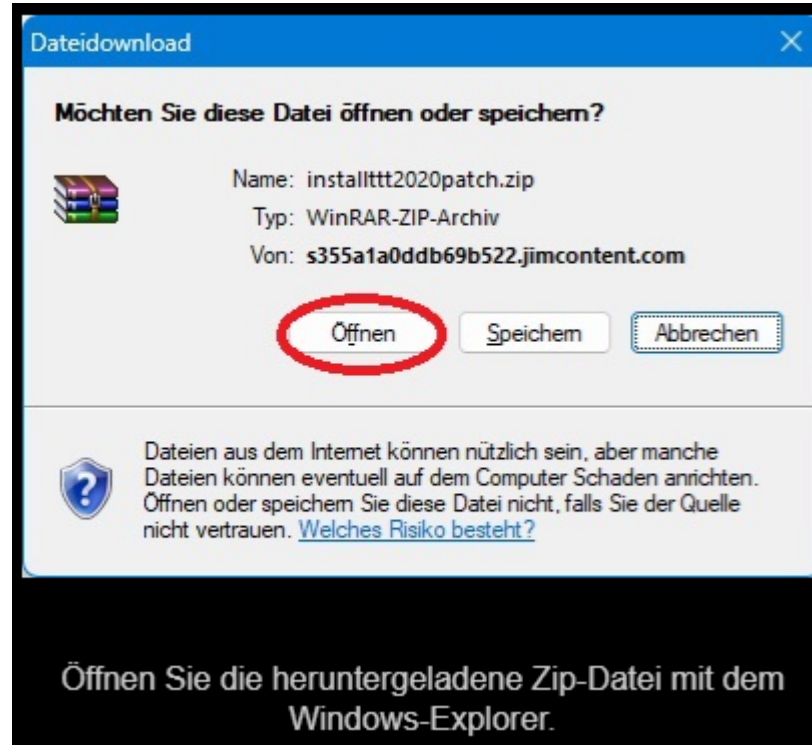 Dateidownload
Möchten Sie diese Datei öffnen oder speichern?
Name: installttt2020patch.zip
Typ: WinRAR-ZIP-Archiv
Von: s355a1a0ddb69b522.jimcontent.com
Öffnen Speichern Abbrechen
Dateien aus dem Internet können nützlich sein, aber manche
Dateien können eventuell auf dem Computer Schaden anrichten.
Öffnen oder speichern Sie diese Datei nicht, falls Sie der Quelle
nicht vertrauen. Welches Risiko besteht?
Öffnen Sie die heruntergeladene Zip-Datei mit dem
Windows-Explorer.